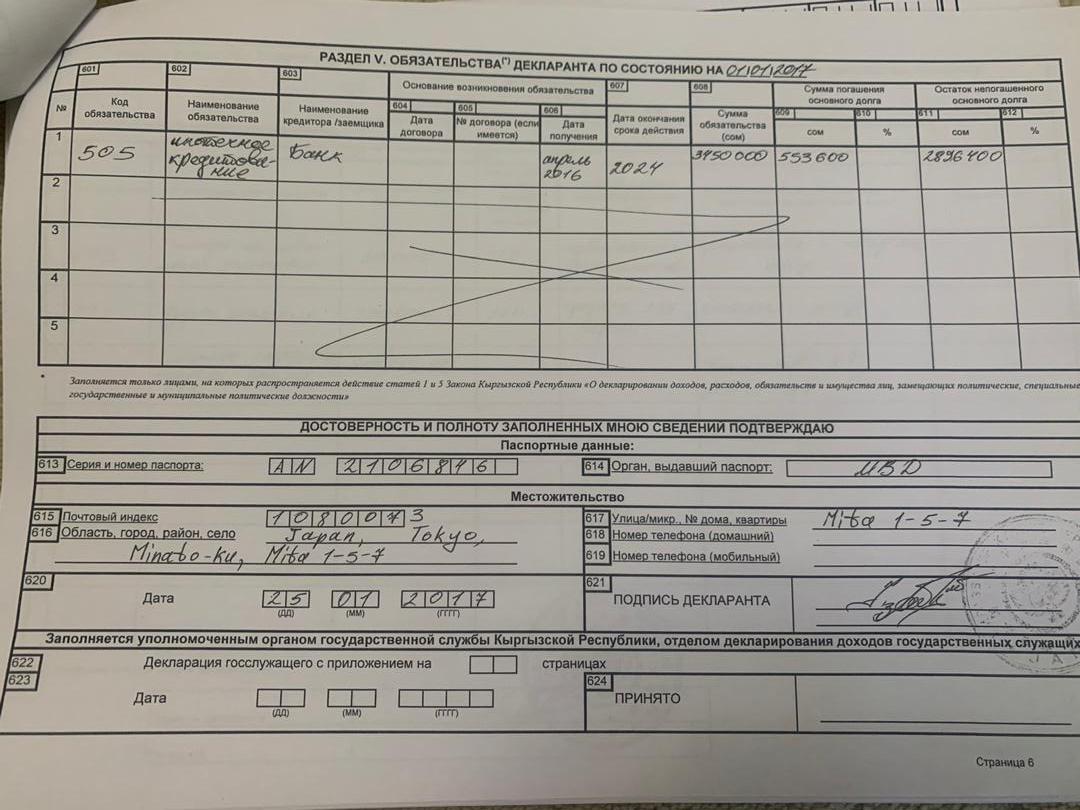 РАЗДЕЛ V. ОБЯЗАТЕЛЬСТВА(*) ДЕКЛАРАНТА ПО СОСТОЯНИЮ НА 01/01/2017
601 602 603 Основание возникновения обязательства 607 608 Сумма погашения основного долга Остаток непогашенного основного долга
№ Код обязательства Наименование обязательства Наименование кредитора /заемщика 604 Дата договора 605 № договора (если имеется) 606 Дата получения Дата окончания срока действия Сумма обязательства (сом) 609 сом 610 % 611 сом 612 %
1 505 ипотечное кредитование Банк апрель 2016 2024 3450000 553600 2896400
2
3
4
5
* Заполняется только лицами, на которых распространяется действие статей 1 и 5 Закона Кыргызской Республики «О декларировании доходов, расходов, обязательств и имущества лиц, замещающих политические, специальные
государственные и муниципальные политические должности»
ДОСТОВЕРНОСТЬ И ПОЛНОТУ ЗАПОЛНЕННЫХ МНОЮ СВЕДЕНИЙ ПОДТВЕРЖДАЮ
Паспортные данные:
613 Серия и номер паспорта: AN 2106846 614 Орган, выдавший паспорт: МВD
Местожительство
615 Почтовый индекс 1080073 617 Улица/микр., № дома, квартиры Mita 1-5-7
616 Область, город, район, село Japan, Tokyo, 618 Номер телефона (домашний)
Minato-ku, Mita 1-5-7 619 Номер телефона (мобильный)
620 Дата 25 01 2017 621 ПОДПИСЬ ДЕКЛАРАНТА
(ДД) (ММ) (ГГГГ)
Заполняется уполномоченным органом государственной службы Кыргызской Республики, отделом декларирования доходов государственных служащих
622 Декларация госслужащего с приложением на страницах
623 Дата 624 ПРИНЯТО
(ДД) (ММ) (ГГГГ)
Страница 6